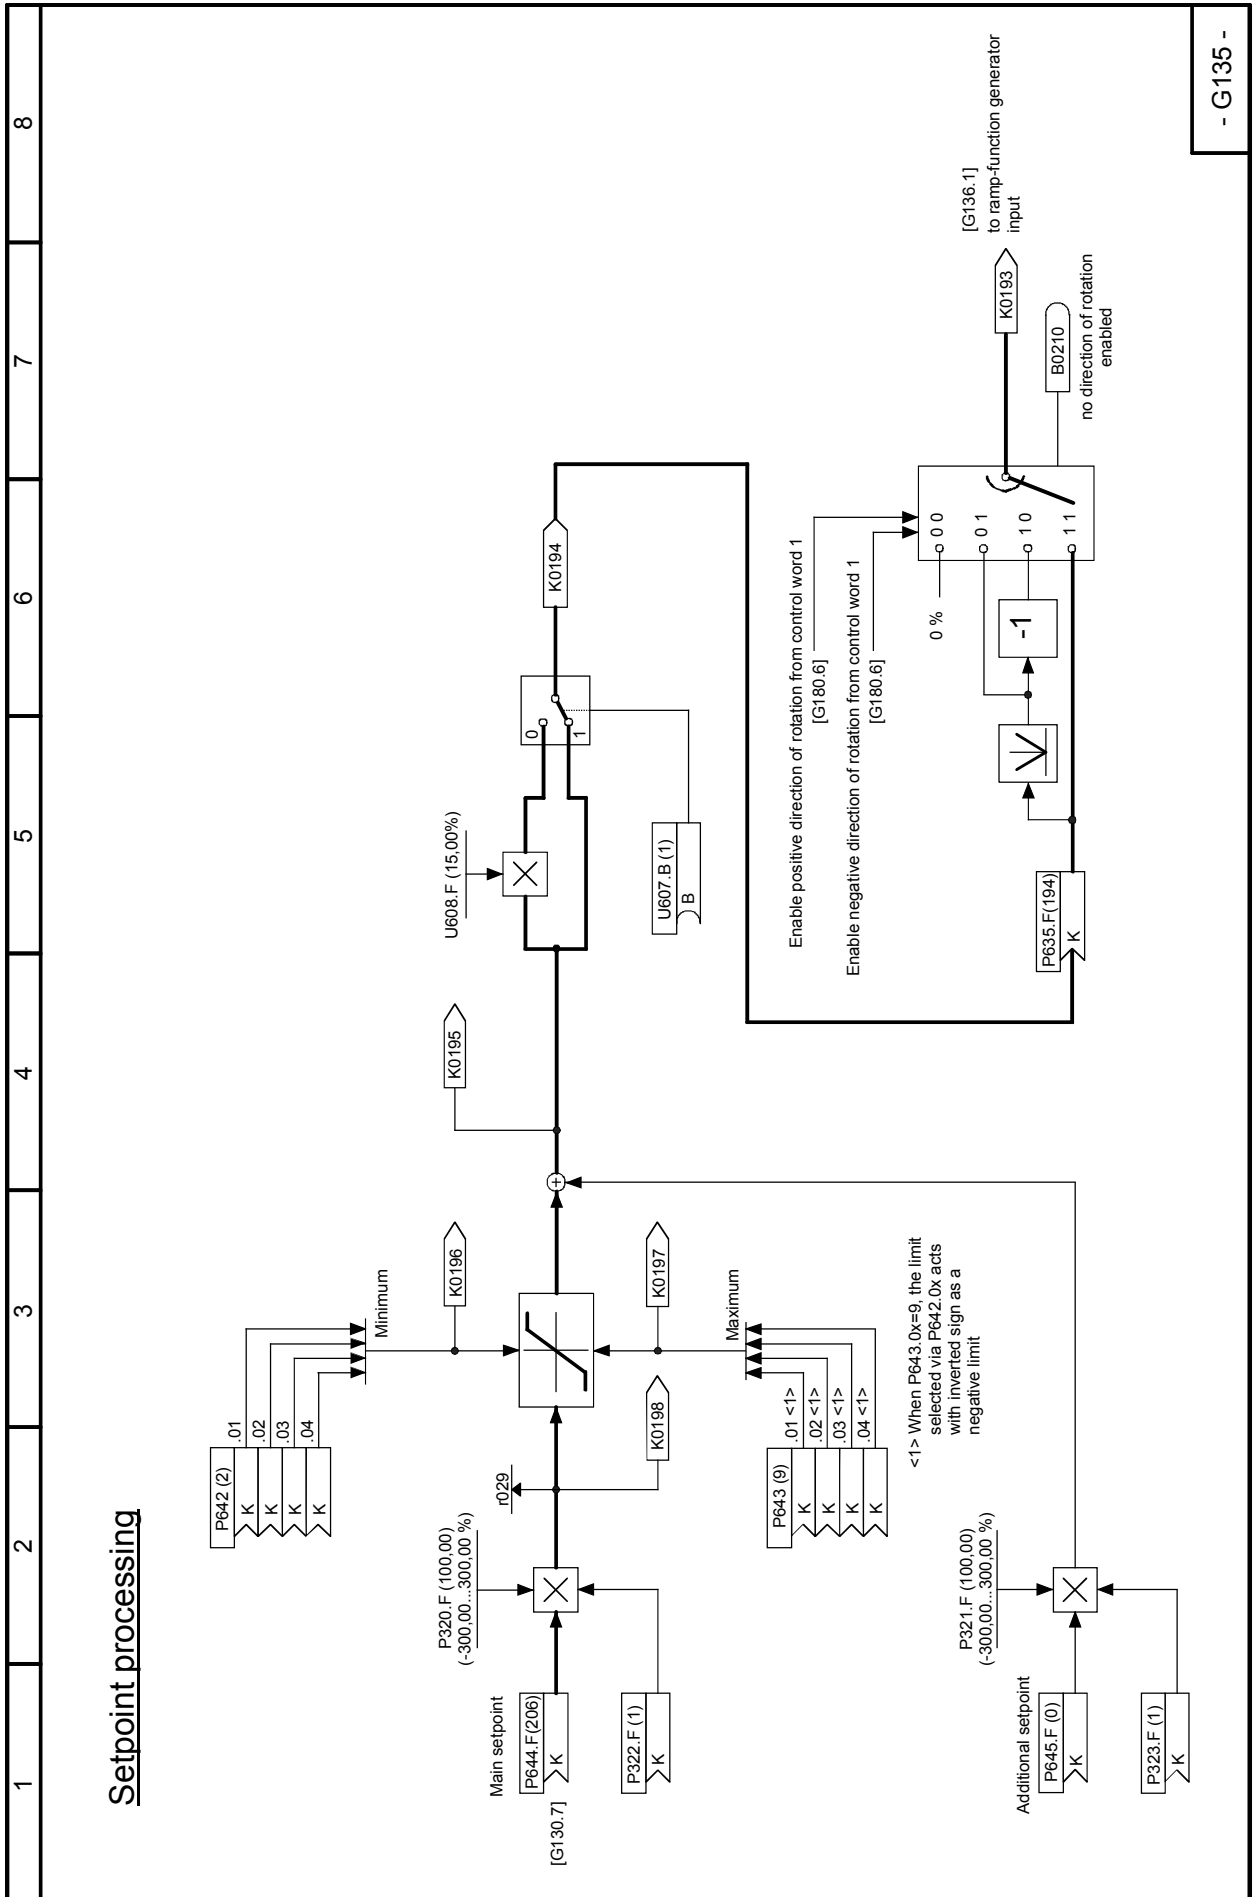 1
2
3
4
5
6
7
8
Setpoint processing
P642 (2)
K
K
K
K
.01
.02
.03
.04
Minimum
K0196
K0195
U608.F (15,00%)
0
1
K0194
U607.B (1)
B
Main setpoint
[G130.7]
P644.F(206)
K
P320.F (100,00)
(-300,00...300,00 %)
r029
P322.F (1)
K
K0198
K0197
Maximum
P643 (9)
K
K
K
K
.01 <1>
.02 <1>
.03 <1>
.04 <1>
<1> When P643.0x=9, the limit
selected via P642.0x acts
with inverted sign as a
negative limit
Additional setpoint
P645.F (0)
K
P321.F (100,00)
(-300,00...300,00 %)
P323.F (1)
K
Enable positive direction of rotation from control word 1
[G180.6]
Enable negative direction of rotation from control word 1
[G180.6]
0 %
0 0
0 1
1 0
1 1
-1
P635.F(194)
K
K0193
[G136.1]
to ramp-function generator
input
B0210
no direction of rotation
enabled
- G135 -